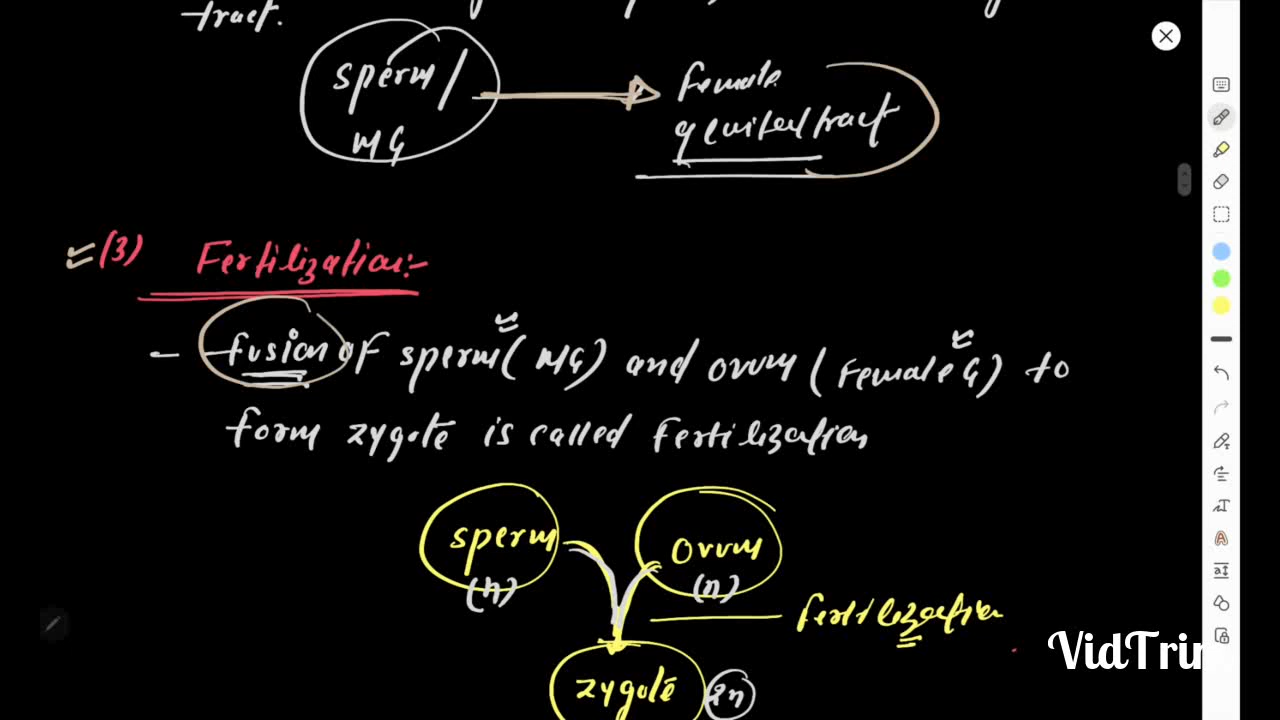 tract.
sperm/
MG
Female
genital tract
(3) Fertilization:-
- fusion of sperm(MG) and ovum (Female G) to
form zygote is called Fertilization
sperm
(n)
ovum
(n)
Fertilization
zygote
2n
VidTrim